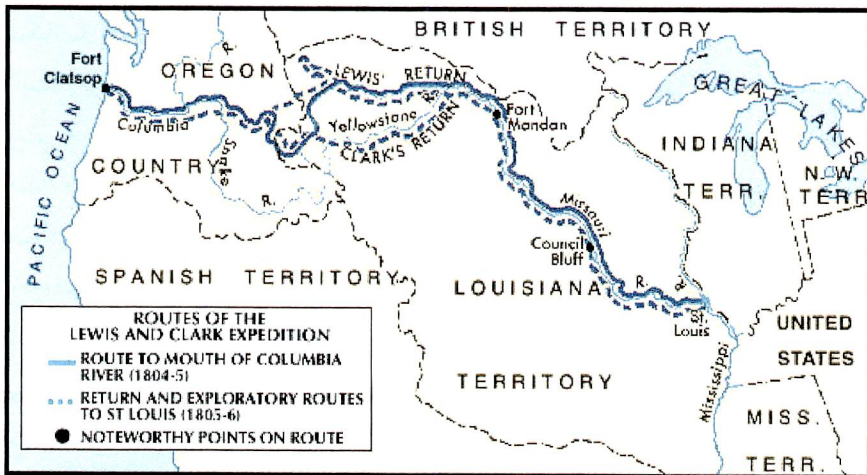 BRITISH TERRITORY
Fort
Clatsop
OREGON
R.
LEWIS' RETURN
GREAT LAKES
Columbia
Yellowstone R.
Fort
Mandan
CLARK'S RETURN
INDIANA
TERR.
N.W.
TERR.
COUNTRY
Snake
R.
PACIFIC OCEAN
Missouri
Council
Bluff
R.
R.
SPANISH TERRITORY
LOUISIANA
St.
Louis
UNITED
STATES
TERRITORY
Mississippi
MISS.
TERR.
ROUTES OF THE
LEWIS AND CLARK EXPEDITION
ROUTE TO MOUTH OF COLUMBIA
RIVER (1804-5)
RETURN AND EXPLORATORY ROUTES
TO ST LOUIS (1805-6)
NOTEWORTHY POINTS ON ROUTE